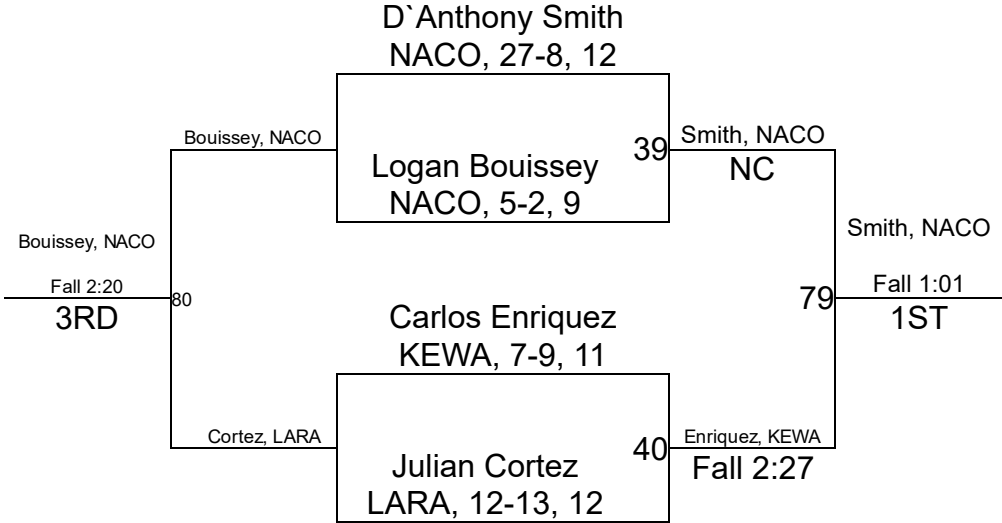 D`Anthony Smith
NACO, 27-8, 12
Bouissey, NACO
Logan Bouissey
NACO, 5-2, 9
39
Smith, NACO
NC
Bouissey, NACO
Fall 2:20
3RD
80
Smith, NACO
79
Fall 1:01
1ST
Carlos Enriquez
KEWA, 7-9, 11
Cortez, LARA
Julian Cortez
LARA, 12-13, 12
40
Enriquez, KEWA
Fall 2:27